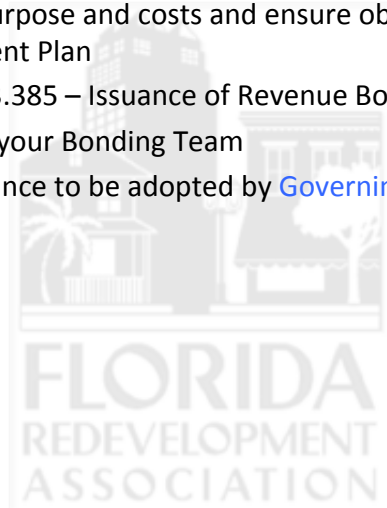 urpose and costs and ensure ob
ent Plan
.385 – Issuance of Revenue Bo
your Bonding Team
nce to be adopted by Governin
FLORIDA
REDEVELOPMENT
ASSOCIATION